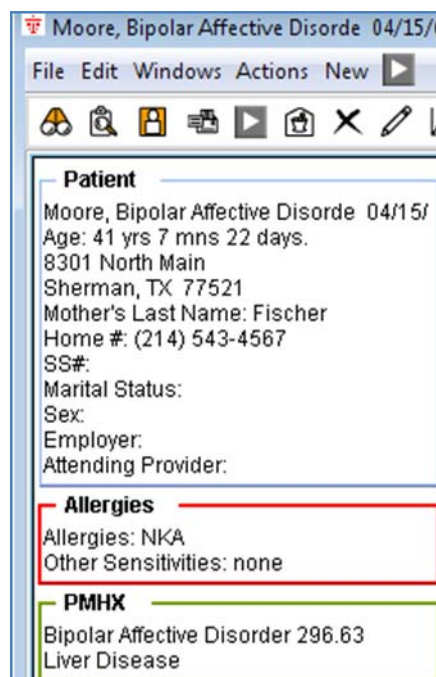 Moore, Bipolar Affective Disorde 04/15/
File Edit Windows Actions New
Patient
Moore, Bipolar Affective Disorde 04/15/
Age: 41 yrs 7 mns 22 days.
8301 North Main
Sherman, TX 77521
Mother's Last Name: Fischer
Home #: (214) 543-4567
SS#:
Marital Status:
Sex:
Employer:
Attending Provider:
Allergies
Allergies: NKA
Other Sensitivities: none
PMHX
Bipolar Affective Disorder 296.63
Liver Disease